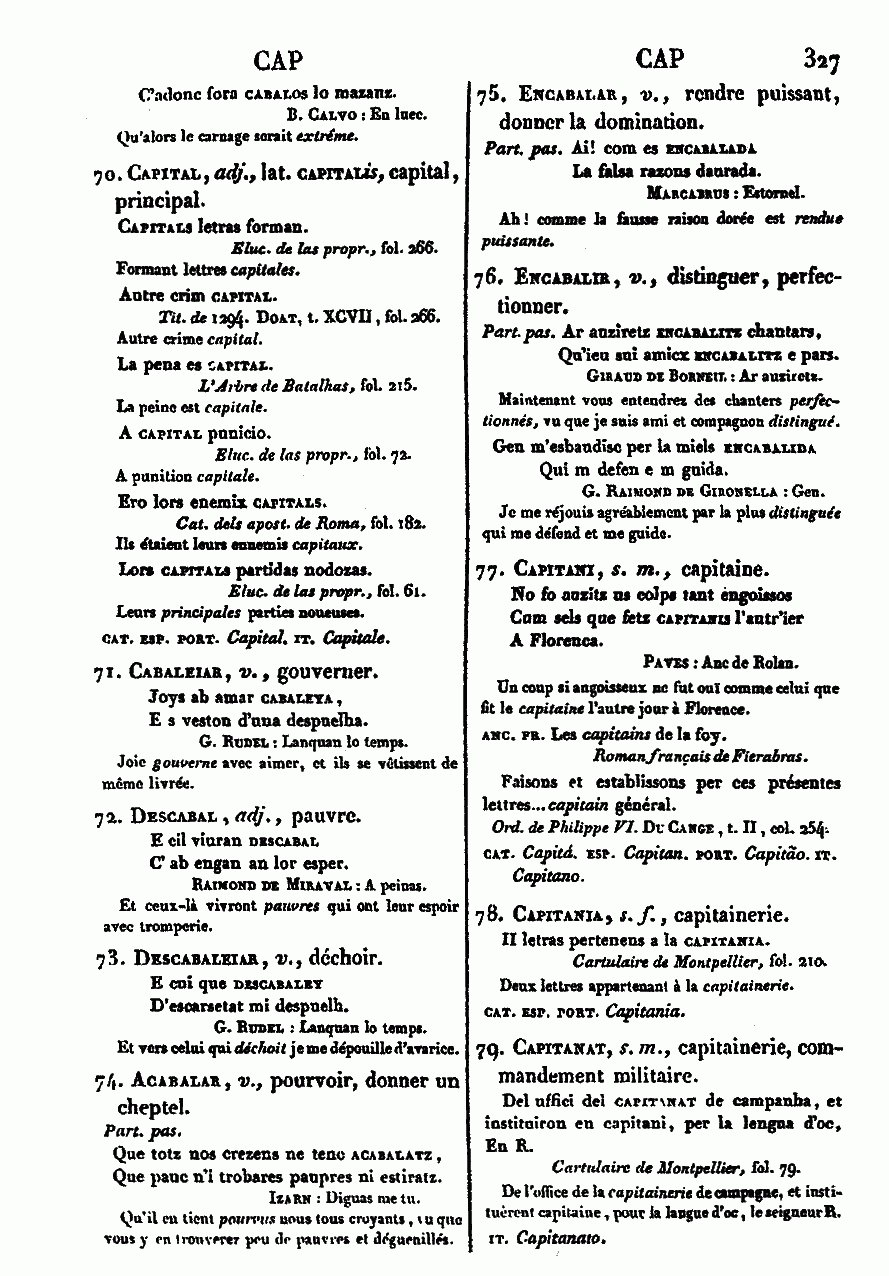 CAP
CAP 327
C'adonc fora CABALOS lo mazanz.
B. CALVO : En luec.
Qu'alors le carnage serait extrême.
70. CAPITAL, adj., lat. CAPITALis, capital,
principal.
CAPITALS letras forman.
Eluc. de las propr., fol. 266.
Formant lettres capitales.
Autre crim CAPITAL.
Tit. de 1294. DOAT, t. XCVII, fol. 266.
Autre crime capital.
La pena es CAPITAL.
L'Arbre de Batalhas, fol. 215.
La peine est capitale.
A CAPITAL punicio.
Eluc. de las propr., fol. 72.
A punition capitale.
Ero lors enemix CAPITALS.
Cat. dels apost. de Roma, fol. 182.
Ils étaient leurs ennemis capitaux.
Lors CAPITALS partidas nodozas.
Eluc. de las propr., fol. 61.
Leurs principales parties noueuses.
CAT. ESP. PORT. Capital. IT. Capitale.
71. CABALEIAR, v., gouverner.
Joys ab amar CABALEYA,
E s veston d'una despuelha.
G. RUDEL : Lanquan lo temps.
Joie gouverne avec aimer, et ils se vêtissent de
même livrée.
72. DESCABAL, adj., pauvre.
E cil viuran DESCABAL
C' ab engan an lor esper.
RAIMOND DE MIRAVAL : A peinas.
Et ceux-là vivront pauvres qui ont leur espoir
avec tromperie.
73. DESCABALEIAR, v., déchoir.
E cui que DESCABALEY
D'escarsetat mi despuelh.
G. RUDEL : Lanquan lo temps.
Et vers celui qui déchoit je me dépouille d'avarice.
74. ACABALAR, v., pourvoir, donner un
cheptel.
Part. pas.
Que totz nos crezens ne tenc ACABALATZ,
Que pauc n'i trobares paupres ni estiratz.
IZARN : Diguas me tu.
Qu'il en tient pourvus nous tous croyants, vu que
vous y en trouverez peu de pauvres et déguenillés.
75. ENCABALAR, v., rendre puissant,
donner la domination.
Part. pas. Ai! com es ENCABALADA
La falsa razons daurada.
MARCABRUS : Estornel.
Ah! comme la fausse raison dorée est rendue
puissante.
76. ENCABALIR, v., distinguer, perfec-
tionner.
Part. pas. Ar auziretz ENCABALITZ chantars,
Qu'ieu sui amicx ENCABALITZ e pars.
GIRAUD DE BORNEIL : Ar auziretz.
Maintenant vous entendrez des chanters perfec-
tionnés, vu que je suis ami et compagnon distingué.
Gen m'esbaudisc per la miels ENCABALIDA
Qui m defen e m guida.
G. RAIMOND DE GIRONELLA : Gen.
Je me réjouis agréablement par la plus distinguée
qui me défend et me guide.
77. CAPITANI, s. m., capitaine.
No fo auzitz us colps tant engoissos
Cum sels que fetz CAPITANIS l'autr'ier
A Florenca.
PAVES : Anc de Rolan.
Un coup si angoisseux ne fut ouï comme celui que
fit le capitaine l'autre jour à Florence.
ANC. FR. Les capitains de la foy.
Roman français de Fierabras.
Faisons et establissons per ces présentes
lettres... capitain général.
Ord. de Philippe VI. DU CANGE, t. II, col. 254.
CAT. Capitá. ESP. Capitan. PORT. Capitão. IT.
Capitano.
78. CAPITANIA, s. f., capitainerie.
II letras pertenens a la CAPITANIA.
Cartulaire de Montpellier, fol. 210.
Deux lettres appartenant à la capitainerie.
CAT. ESP. PORT. Capitania.
79. CAPITANAT, s. m., capitainerie, com-
mandement militaire.
Del uffici del CAPITANAT de campanha, et
instituiron en capitani, per la lengua d'oc,
En R.
Cartulaire de Montpellier, fol. 79.
De l'office de la capitainerie de campagne, et insti-
tuèrent capitaine, pour la langue d'oc, le seigneur R.
IT. Capitanato.